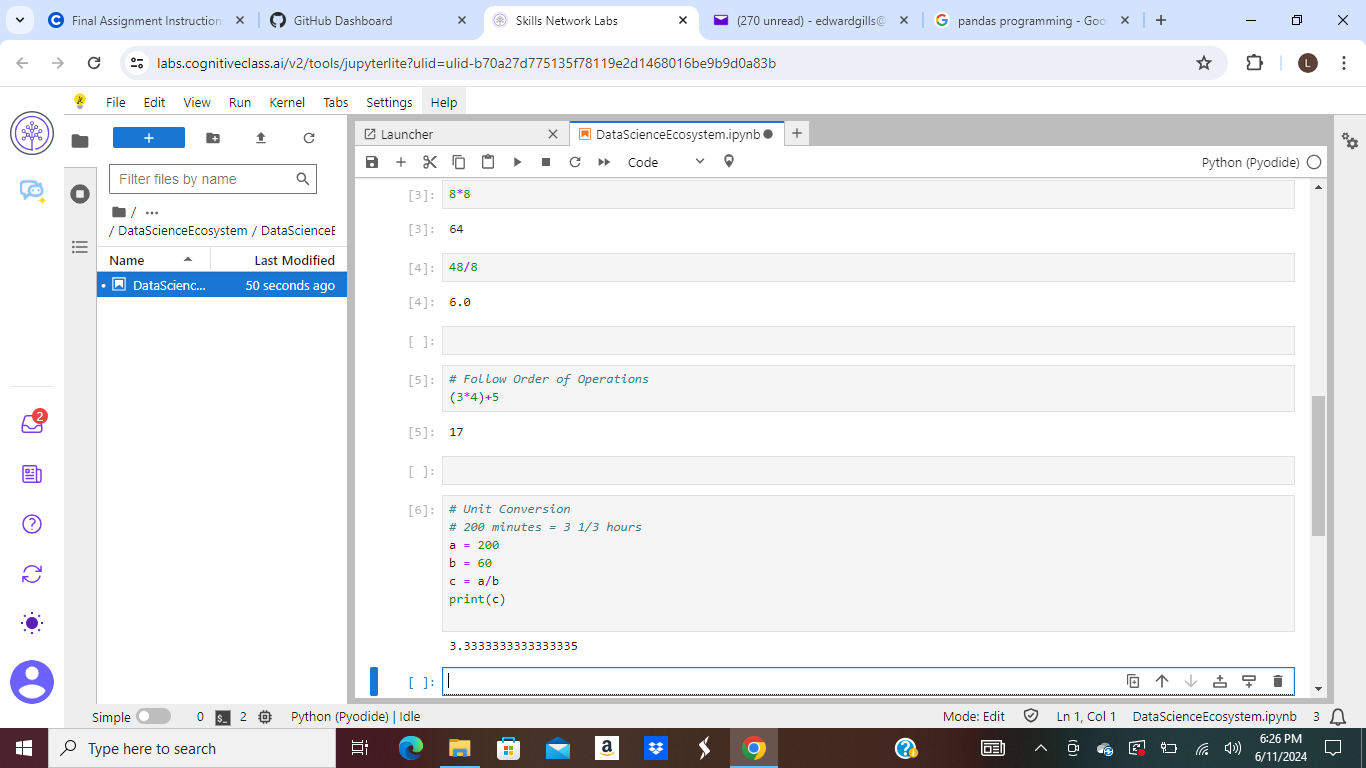 Final Assignment Instruction
GitHub Dashboard
Skills Network Labs
(270 unread) - edwardgills@
pandas programming - Goo
labs.cognitiveclass.ai/v2/tools/jupyterlite?ulid=ulid-b70a27d775135f78119e2d1468016be9b9d0a83b
L
File Edit View Run Kernel Tabs Settings Help
Launcher
DataScienceEcosystem.ipynb
Code
Python (Pyodide)
Filter files by name
/ ...
/ DataScienceEcosystem / DataScienceE
Name Last Modified
• DataScienc... 50 seconds ago
2
[3]: 8*8
[3]: 64
[4]: 48/8
[4]: 6.0
[ ]:
[5]: # Follow Order of Operations
(3*4)+5
[5]: 17
[ ]:
[6]: # Unit Conversion
# 200 minutes = 3 1/3 hours
a = 200
b = 60
c = a/b
print(c)
3.3333333333333335
[ ]:
Simple 0 $_ 2 Python (Pyodide) | Idle Mode: Edit Ln 1, Col 1 DataScienceEcosystem.ipynb 3
Type here to search
a
6:26 PM
6/11/2024